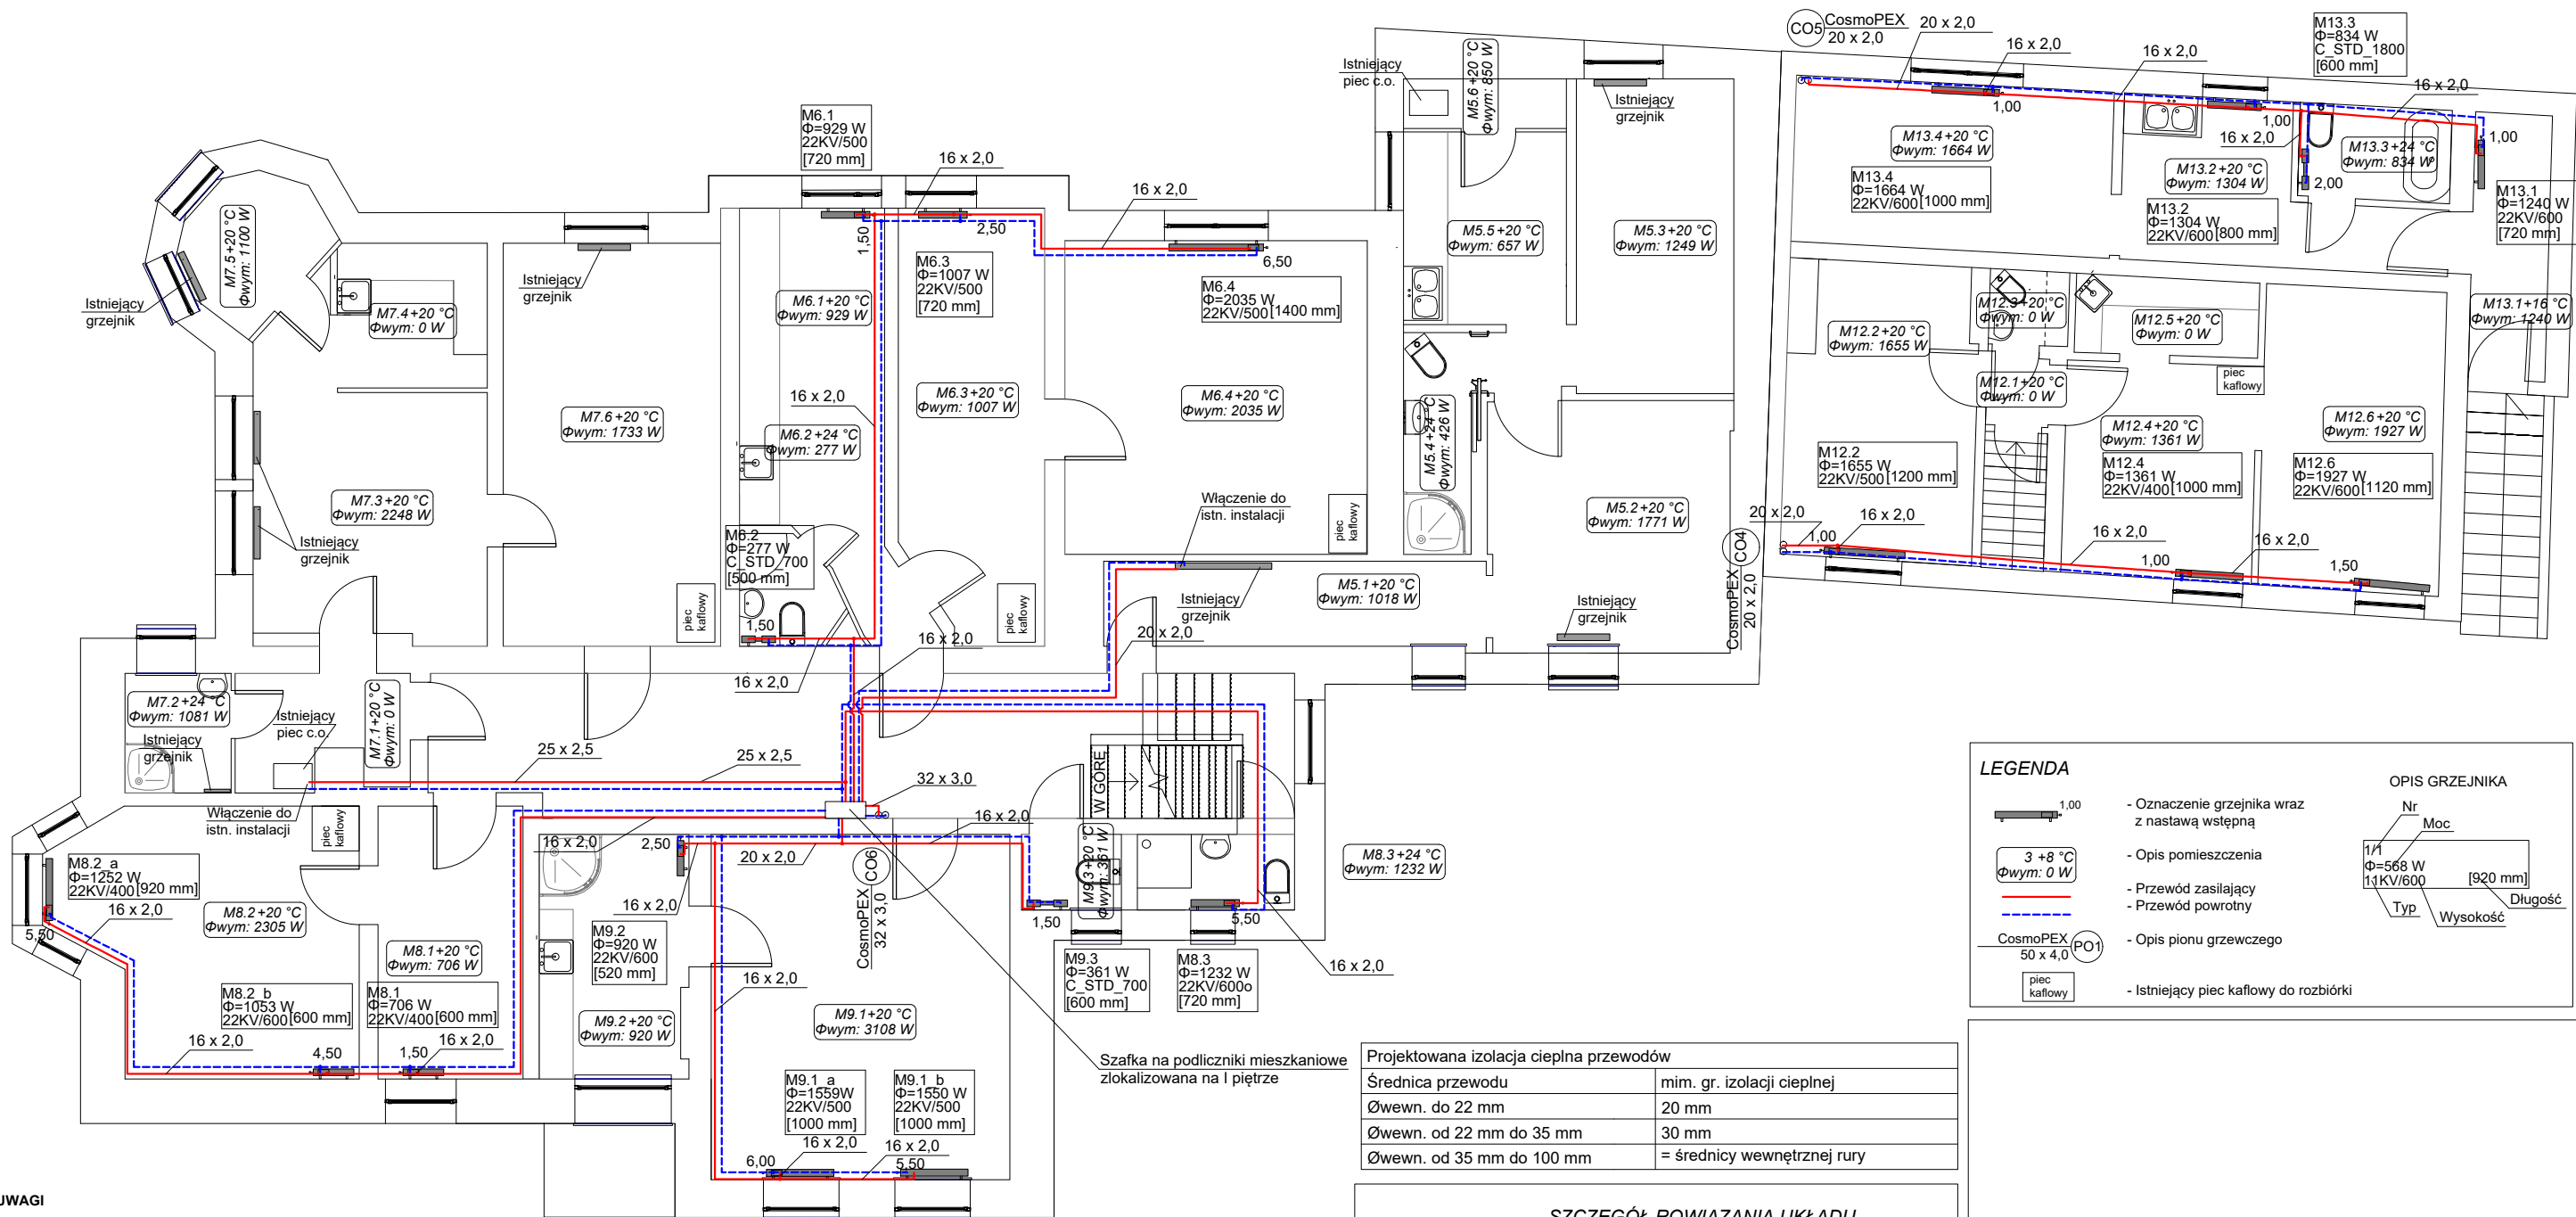 CO5
CosmoPEX
20 x 2,0
20 x 2,0
16 x 2,0
16 x 2,0
M13.3
Φ=834 W
C_STD_1800
[600 mm]
16 x 2,0
1,00
1,00
16 x 2,0
1,00
2,00
M13.4+20 °C
Φwym: 1664 W
M13.4
Φ=1664 W
22KV/600[1000 mm]
M13.2+20 °C
Φwym: 1304 W
M13.2
Φ=1304 W
22KV/600[800 mm]
M13.3+24 °C
Φwym: 834 W
M13.1
Φ=1240 W
22KV/600
[720 mm]
M13.1+16 °C
Φwym: 1240 W
Istniejący
piec c.o.
M5.6+20 °C
Φwym: 850 W
Istniejący
grzejnik
M5.5+20 °C
Φwym: 657 W
M5.3+20 °C
Φwym: 1249 W
M6.1
Φ=929 W
22KV/500
[720 mm]
16 x 2,0
16 x 2,0
1,50
2,50
6,50
M6.3
Φ=1007 W
22KV/500
[720 mm]
M6.4
Φ=2035 W
22KV/500[1400 mm]
M6.1+20 °C
Φwym: 929 W
M7.5+20 °C
Φwym: 1100 W
Istniejący
grzejnik
M7.4+20 °C
Φwym: 0 W
Istniejący
grzejnik
M12.3+20°C
Φwym: 0 W
M12.2+20 °C
Φwym: 1655 W
M12.5+20 °C
Φwym: 0 W
M12.1+20 °C
Φwym: 0 W
piec
kaflowy
M12.4+20 °C
Φwym: 1361 W
M12.6+20 °C
Φwym: 1927 W
M12.2
Φ=1655 W
22KV/500[1200 mm]
M12.4
Φ=1361 W
22KV/400[1000 mm]
M12.6
Φ=1927 W
22KV/600[1120 mm]
20 x 2,0
16 x 2,0
16 x 2,0
16 x 2,0
1,00
1,00
1,50
CO4
CosmoPEX
20 x 2,0
M7.6+20 °C
Φwym: 1733 W
16 x 2,0
M6.2+24 °C
Φwym: 277 W
M6.3+20 °C
Φwym: 1007 W
M6.4+20 °C
Φwym: 2035 W
M5.4+24 °C
Φwym: 426 W
M7.3+20 °C
Φwym: 2248 W
Istniejący
grzejnik
M6.2
Φ=277 W
C_STD_700
[500 mm]
Włączenie do
istn. instalacji
piec
kaflowy
M5.2+20 °C
Φwym: 1771 W
M5.1+20 °C
Φwym: 1018 W
Istniejący
grzejnik
Istniejący
grzejnik
piec
kaflowy
piec
kaflowy
1,50
16 x 2,0
20 x 2,0
16 x 2,0
M7.2+24 °C
Φwym: 1081 W
Istniejący
grzejnik
Istniejący
piec c.o.
M7.1+20 °C
Φwym: 0 W
25 x 2,5
25 x 2,5
32 x 3,0
W GÓRĘ
Włączenie do
istn. instalacji
piec
kaflowy
16 x 2,0
2,50
20 x 2,0
16 x 2,0
CO6
CosmoPEX
32 x 3,0
M9.3+20 °C
Φwym: 361 W
M8.3+24 °C
Φwym: 1232 W
M8.2_a
Φ=1252 W
22KV/400[920 mm]
16 x 2,0
5,50
M8.2+20 °C
Φwym: 2305 W
M8.1+20 °C
Φwym: 706 W
16 x 2,0
M9.2
Φ=920 W
22KV/600
[520 mm]
16 x 2,0
1,50
5,50
16 x 2,0
M9.3
Φ=361 W
C_STD_700
[600 mm]
M8.3
Φ=1232 W
22KV/600o
[720 mm]
M8.2_b
Φ=1053 W
22KV/600[600 mm]
M8.1
Φ=706 W
22KV/400[600 mm]
M9.2+20 °C
Φwym: 920 W
M9.1+20 °C
Φwym: 3108 W
16 x 2,0
4,50
1,50
16 x 2,0
M9.1_a
Φ=1559W
22KV/500
[1000 mm]
M9.1_b
Φ=1550 W
22KV/500
[1000 mm]
16 x 2,0
16 x 2,0
6,00
5,50
Szafka na podliczniki mieszkaniowe
zlokalizowana na I piętrze
LEGENDA
1,00
- Oznaczenie grzejnika wraz
z nastawą wstępną
3 +8 °C
Φwym: 0 W
- Opis pomieszczenia
- Przewód zasilający
- Przewód powrotny
CosmoPEX
50 x 4,0
PO1
- Opis pionu grzewczego
piec
kaflowy
- Istniejący piec kaflowy do rozbiórki
OPIS GRZEJNIKA
Nr
Moc
1/1
Φ=568 W
11KV/600
[920 mm]
Typ
Wysokość
Długość
Projektowana izolacja cieplna przewodów
Średnica przewodu
mim. gr. izolacji cieplnej
Øwewn. do 22 mm
20 mm
Øwewn. od 22 mm do 35 mm
30 mm
Øwewn. od 35 mm do 100 mm
= średnicy wewnętrznej rury
SZCZEGÓŁ POWIĄZANIA UKŁADU
UWAGI